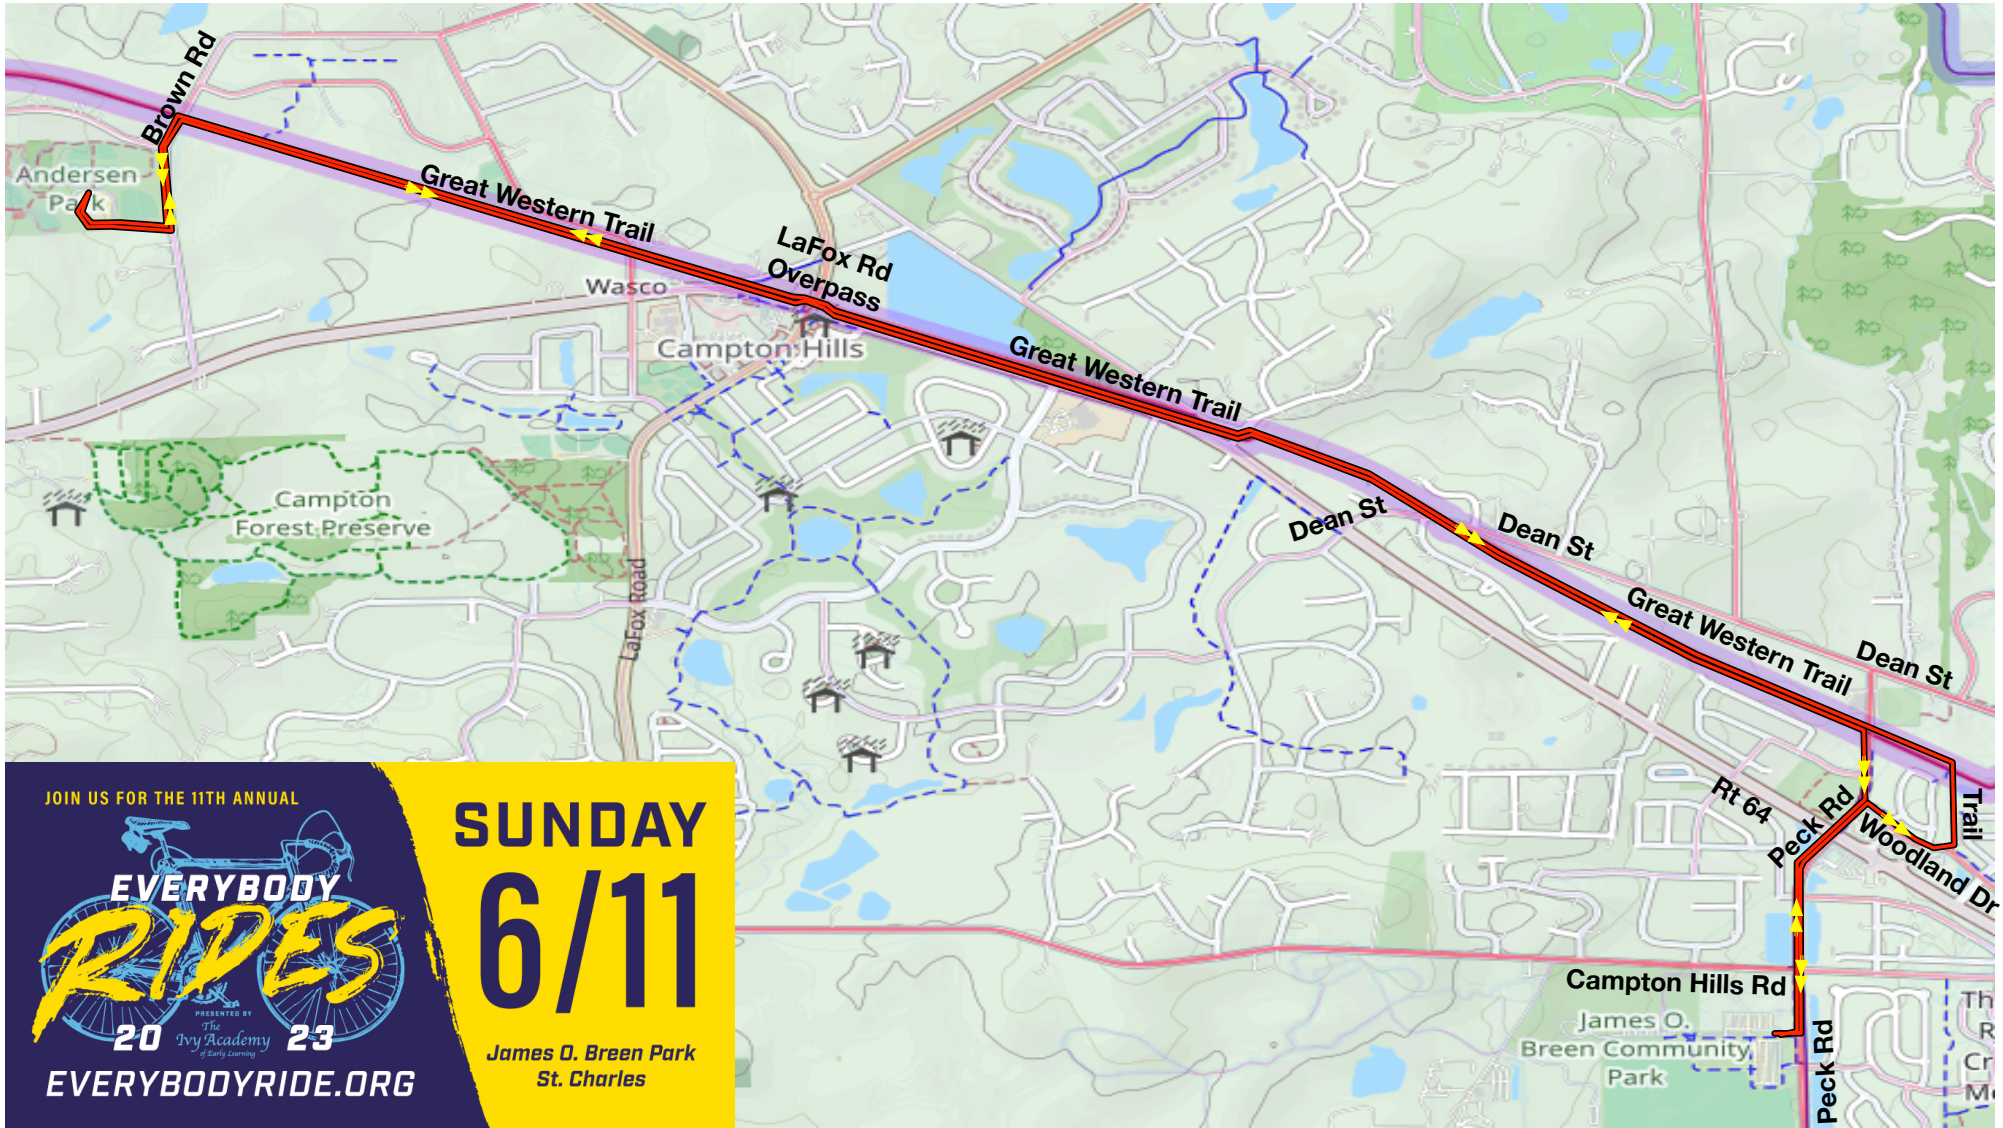 Brown Rd
Andersen
Park
Great Western Trail
LaFox Rd
Overpass
Wasco
Campton Hills
Great Western Trail
Campton
Forest Preserve
LaFox Road
Dean St
Dean St
Great Western Trail
Dean St
Rt 64
Peck Rd
Woodland Dr
Trail
Campton Hills Rd
James O.
Breen Community
Park
Peck Rd
Th
R
Cr
Me
JOIN US FOR THE 11TH ANNUAL
EVERYBODY
RIDES
20 23
PRESENTED BY
The
Ivy Academy
of Early Learning
EVERYBODYRIDE.ORG
SUNDAY
6/11
James O. Breen Park
St. Charles